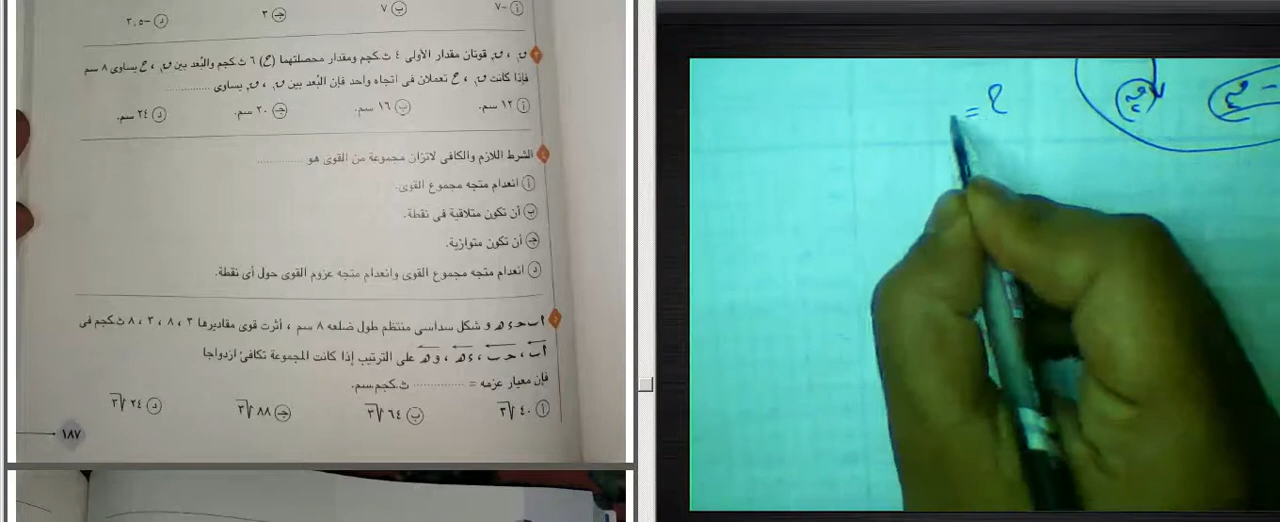 أ -٧ ب ٧ ج ٣ د -٢,٥
٣ ق١ ، ق٢ قوتان مقدار الأولى ٤ ث.كجم ومقدار محصلتهما (ح) ٦ ث.كجم والبُعد بين ق١ ، ح يساوى ٨ سم
فإذا كانت ق١ ، ح تعملان فى اتجاه واحد فإن البُعد بين ق١ ، ق٢ يساوى ..............
أ ١٢ سم. ب ١٦ سم. ج ٢٠ سم. د ٢٤ سم.
٤ الشرط اللازم والكافى لاتزان مجموعة من القوى هو ..............
أ انعدام متجه مجموع القوى.
ب أن تكون متلاقية فى نقطة.
ج أن تكون متوازية.
د انعدام متجه مجموع القوى وانعدام متجه عزوم القوى حول أى نقطة.
٥ اب حـ ء هـ و شكل سداسى منتظم طول ضلعه ٨ سم ، أثرت قوى مقاديرها ٣ ، ٨ ، ٣ ، ٨ ث.كجم فى
اب ، حـ ب ، ء هـ ، و هـ على الترتيب إذا كانت المجموعة تكافئ ازدواجا
فإن معيار عزمه = .............. ث.كجم.سم.
أ ٤٠√٣ ب ٦٤√٣ ج ٨٨√٣ د ٢٤√٣
١٨٧
ح =